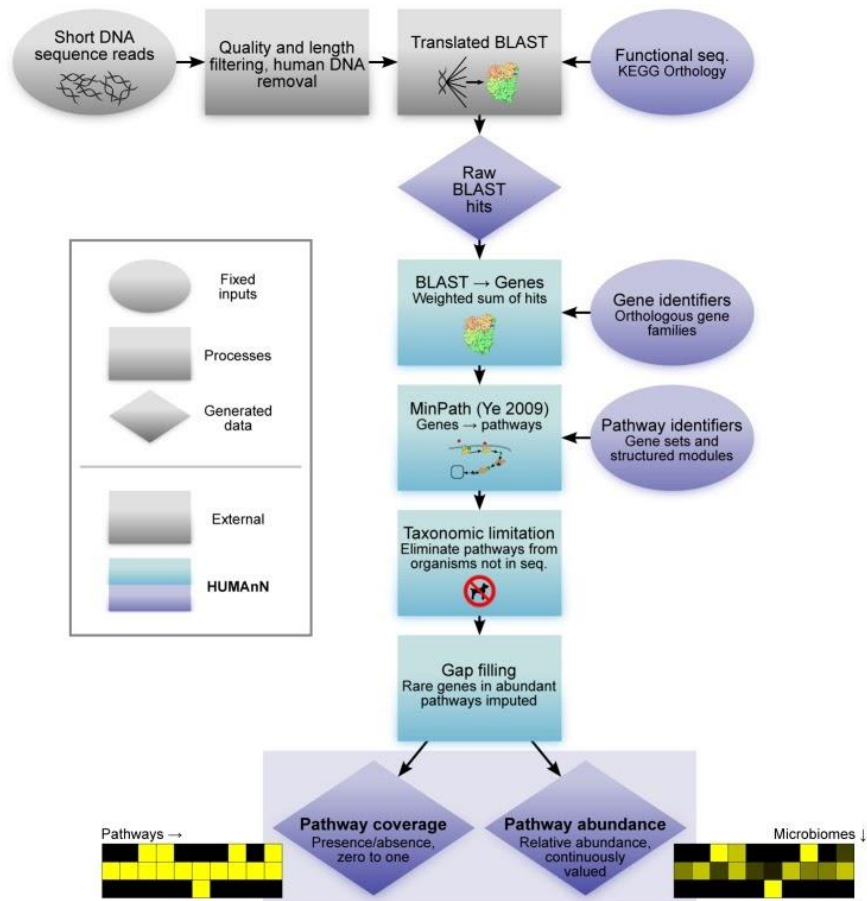 Short DNA
sequence reads
Quality and length
filtering, human DNA
removal
Translated BLAST
Functional seq.
KEGG Orthology
Raw
BLAST
hits
Fixed
inputs
Processes
Generated
data
External
HUMAnN
BLAST → Genes
Weighted sum of hits
Gene identifiers
Orthologous gene
families
MinPath (Ye 2009)
Genes → pathways
Pathway identifiers
Gene sets and
structured modules
Taxonomic limitation
Eliminate pathways from
organisms not in seq.
Gap filling
Rare genes in abundant
pathways imputed
Pathways →
Pathway coverage
Presence/absence,
zero to one
Pathway abundance
Relative abundance,
continuously
valued
Microbiomes ↓